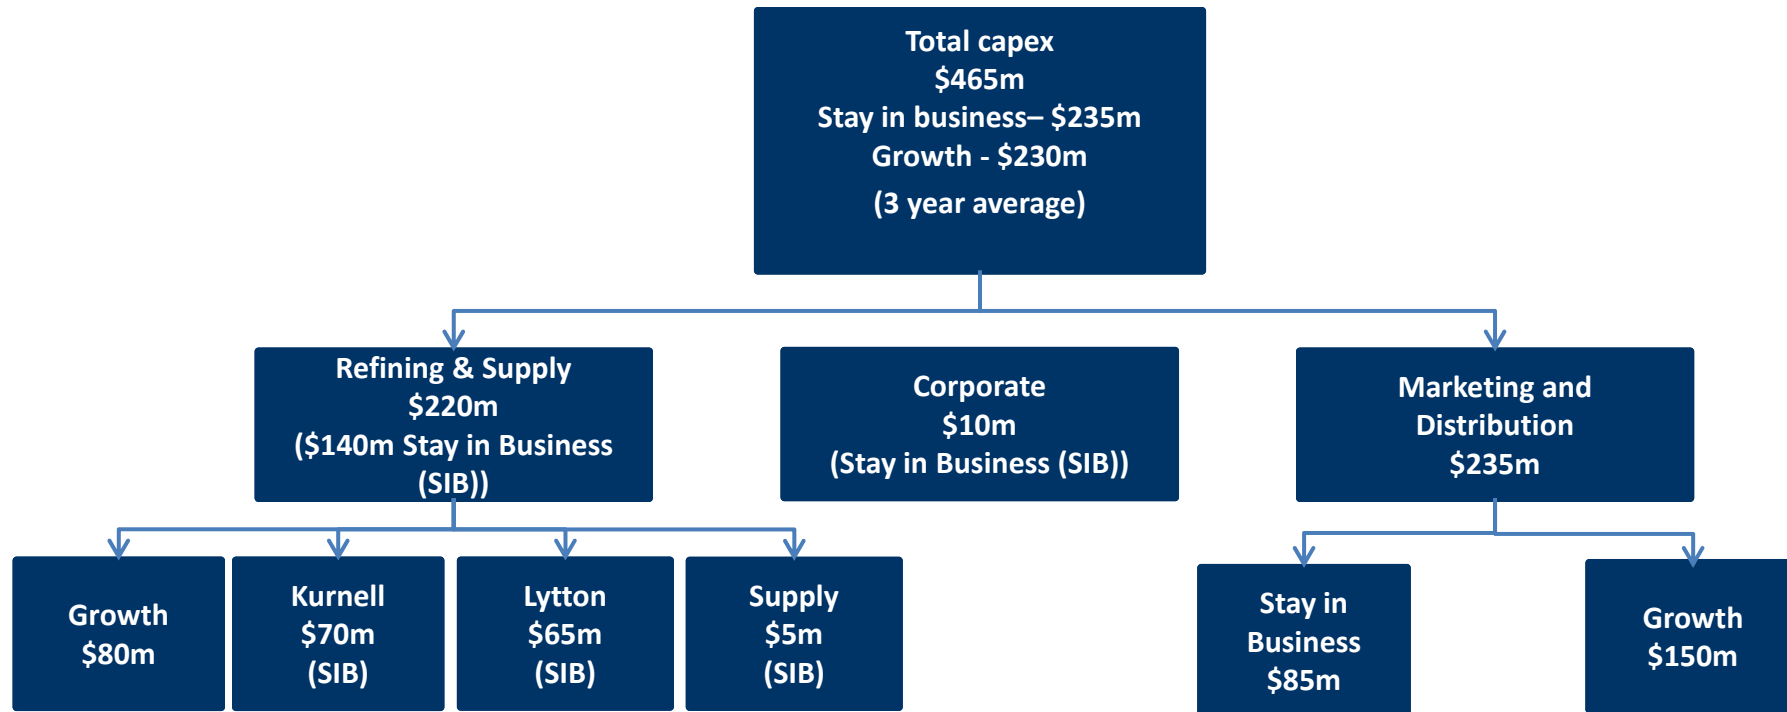 Total capex
$465m
Stay in business– $235m
Growth - $230m
(3 year average)
Refining & Supply
$220m
($140m Stay in Business
(SIB))
Corporate
$10m
(Stay in Business (SIB))
Marketing and
Distribution
$235m
Growth
$80m
Kurnell
$70m
(SIB)
Lytton
$65m
(SIB)
Supply
$5m
(SIB)
Stay in
Business
$85m
Growth
$150m